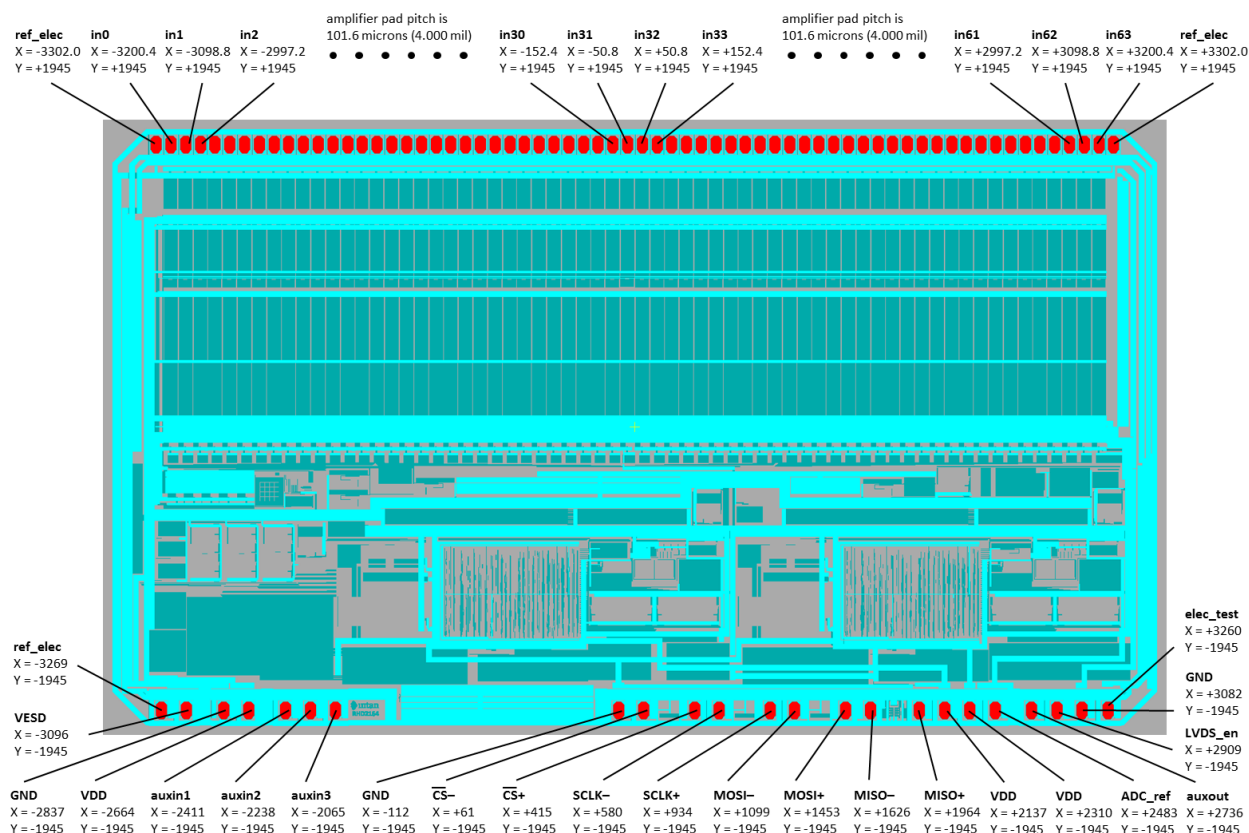 amplifier pad pitch is
101.6 microns (4.000 mil)
amplifier pad pitch is
101.6 microns (4.000 mil)
ref_elec
X = -3302.0
Y = +1945
in0
X = -3200.4
Y = +1945
in1
X = -3098.8
Y = +1945
in2
X = -2997.2
Y = +1945
in30
X = -152.4
Y = +1945
in31
X = -50.8
Y = +1945
in32
X = +50.8
Y = +1945
in33
X = +152.4
Y = +1945
in61
X = +2997.2
Y = +1945
in62
X = +3098.8
Y = +1945
in63
X = +3200.4
Y = +1945
ref_elec
X = +3302.0
Y = +1945
ref_elec
X = -3269
Y = -1945
VESD
X = -3096
Y = -1945
elec_test
X = +3260
Y = -1945
GND
X = +3082
Y = -1945
LVDS_en
X = +2909
Y = -1945
GND
X = -2837
Y = -1945
VDD
X = -2664
Y = -1945
auxin1
X = -2411
Y = -1945
auxin2
X = -2238
Y = -1945
auxin3
X = -2065
Y = -1945
GND
X = -112
Y = -1945
C̅S̅−
X = +61
Y = -1945
C̅S̅+
X = +415
Y = -1945
SCLK−
X = +580
Y = -1945
SCLK+
X = +934
Y = -1945
MOSI−
X = +1099
Y = -1945
MOSI+
X = +1453
Y = -1945
MISO−
X = +1626
Y = -1945
MISO+
X = +1964
Y = -1945
VDD
X = +2137
Y = -1945
VDD
X = +2310
Y = -1945
ADC_ref
X = +2483
Y = -1945
auxout
X = +2736
Y = -1945